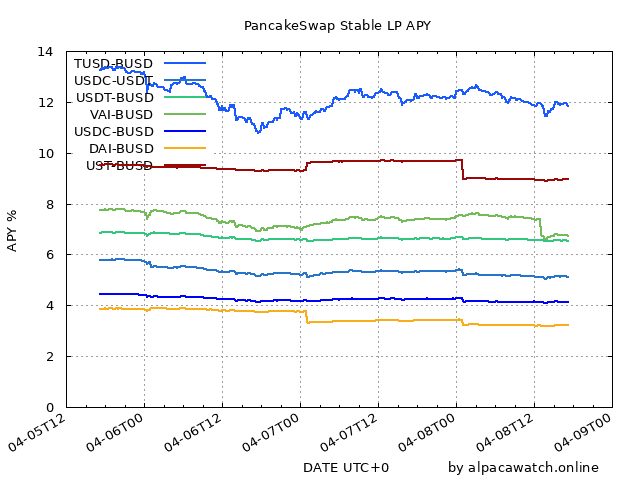 PancakeSwap Stable LP APY
APY %
14
12
10
8
6
4
2
0
TUSD-BUSD
USDC-USDT
USDT-BUSD
VAI-BUSD
USDC-BUSD
DAI-BUSD
UST-BUSD
04-05T12
04-06T00
04-06T12
04-07T00
04-07T12
04-08T00
04-08T12
04-09T00
DATE UTC+0
by alpacawatch.online